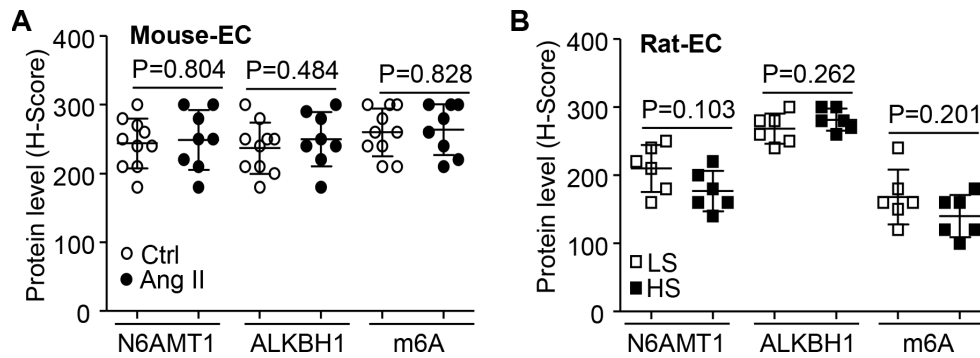 A
Mouse-EC
Protein level (H-Score)
400
300
200
100
0
P=0.804
P=0.484
P=0.828
Ctrl
Ang II
N6AMT1
ALKBH1
m6A
B
Rat-EC
Protein level (H-Score)
400
300
200
100
0
P=0.103
P=0.262
P=0.201
LS
HS
N6AMT1
ALKBH1
m6A